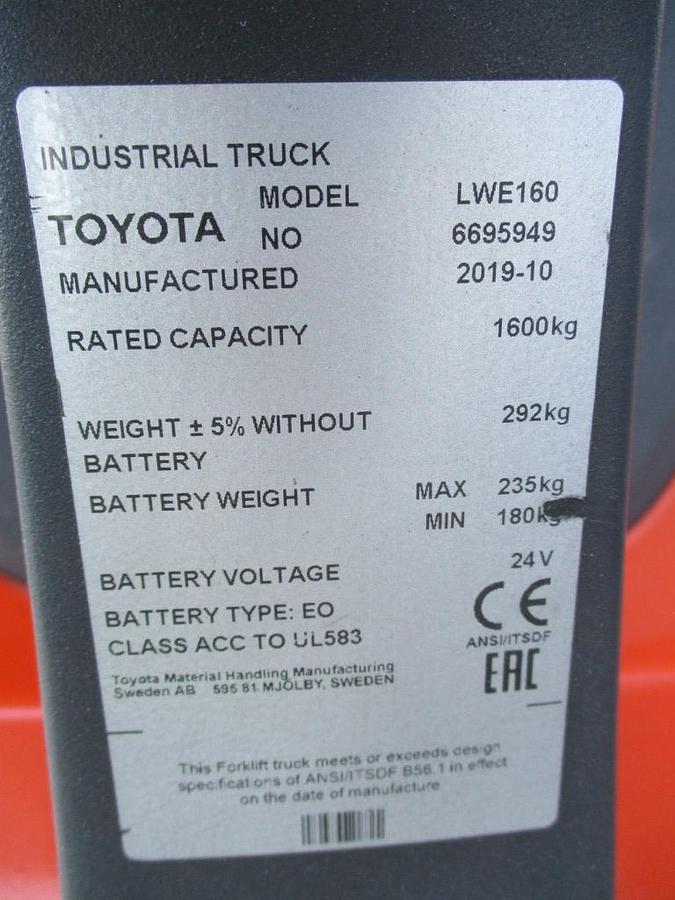 INDUSTRIAL TRUCK
MODEL LWE160
TOYOTA NO 6695949
MANUFACTURED 2019-10
RATED CAPACITY 1600kg
WEIGHT ± 5% WITHOUT 292kg
BATTERY
BATTERY WEIGHT MAX 235kg
MIN 180kg
BATTERY VOLTAGE 24V
BATTERY TYPE: EO CE
CLASS ACC TO UL583 ANSI/ITSDF
EAC
Toyota Material Handling Manufacturing
Sweden AB 595 81 MJÖLBY, SWEDEN
This Forklift truck meets or exceeds design
specifications of ANSI/ITSDF B56.1 in effect
on the date of manufacture